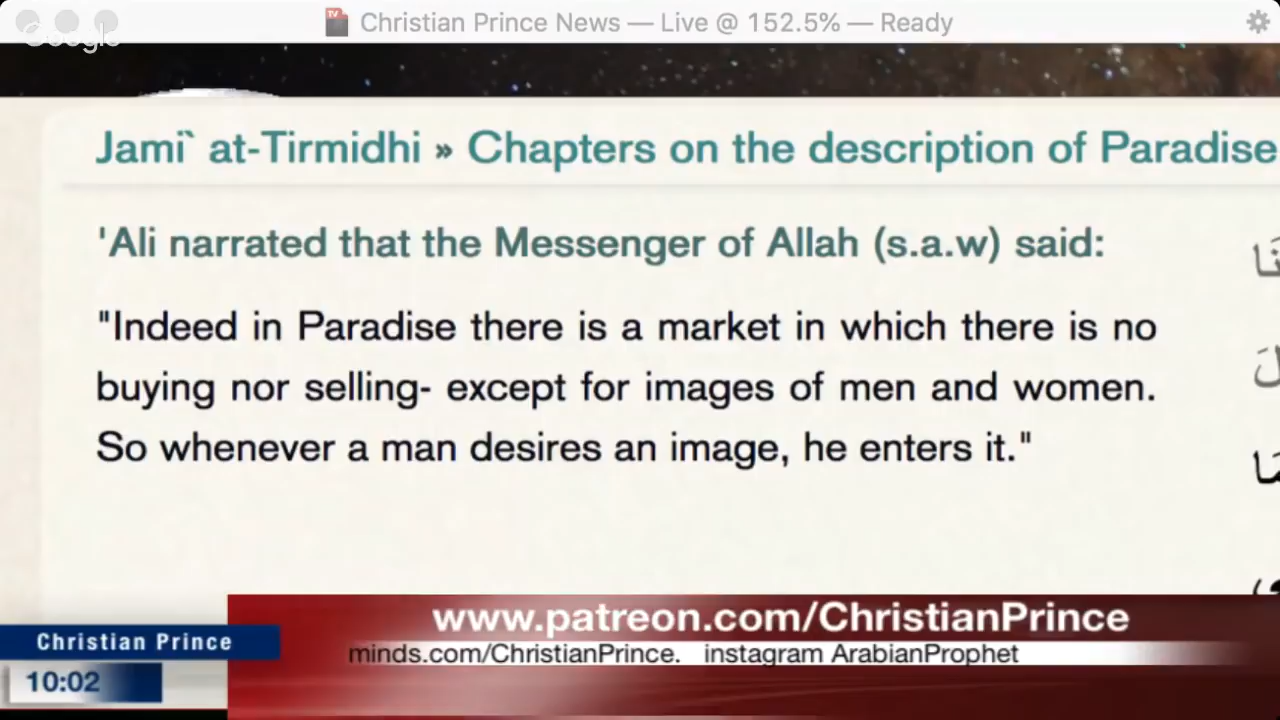 Christian Prince News — Live @ 152.5% — Ready
Google
TV
Jami` at-Tirmidhi » Chapters on the description of Paradise
'Ali narrated that the Messenger of Allah (s.a.w) said:
"Indeed in Paradise there is a market in which there is no
buying nor selling- except for images of men and women.
So whenever a man desires an image, he enters it."
www.patreon.com/ChristianPrince
Christian Prince
minds.com/ChristianPrince. instagram ArabianProphet
10:02